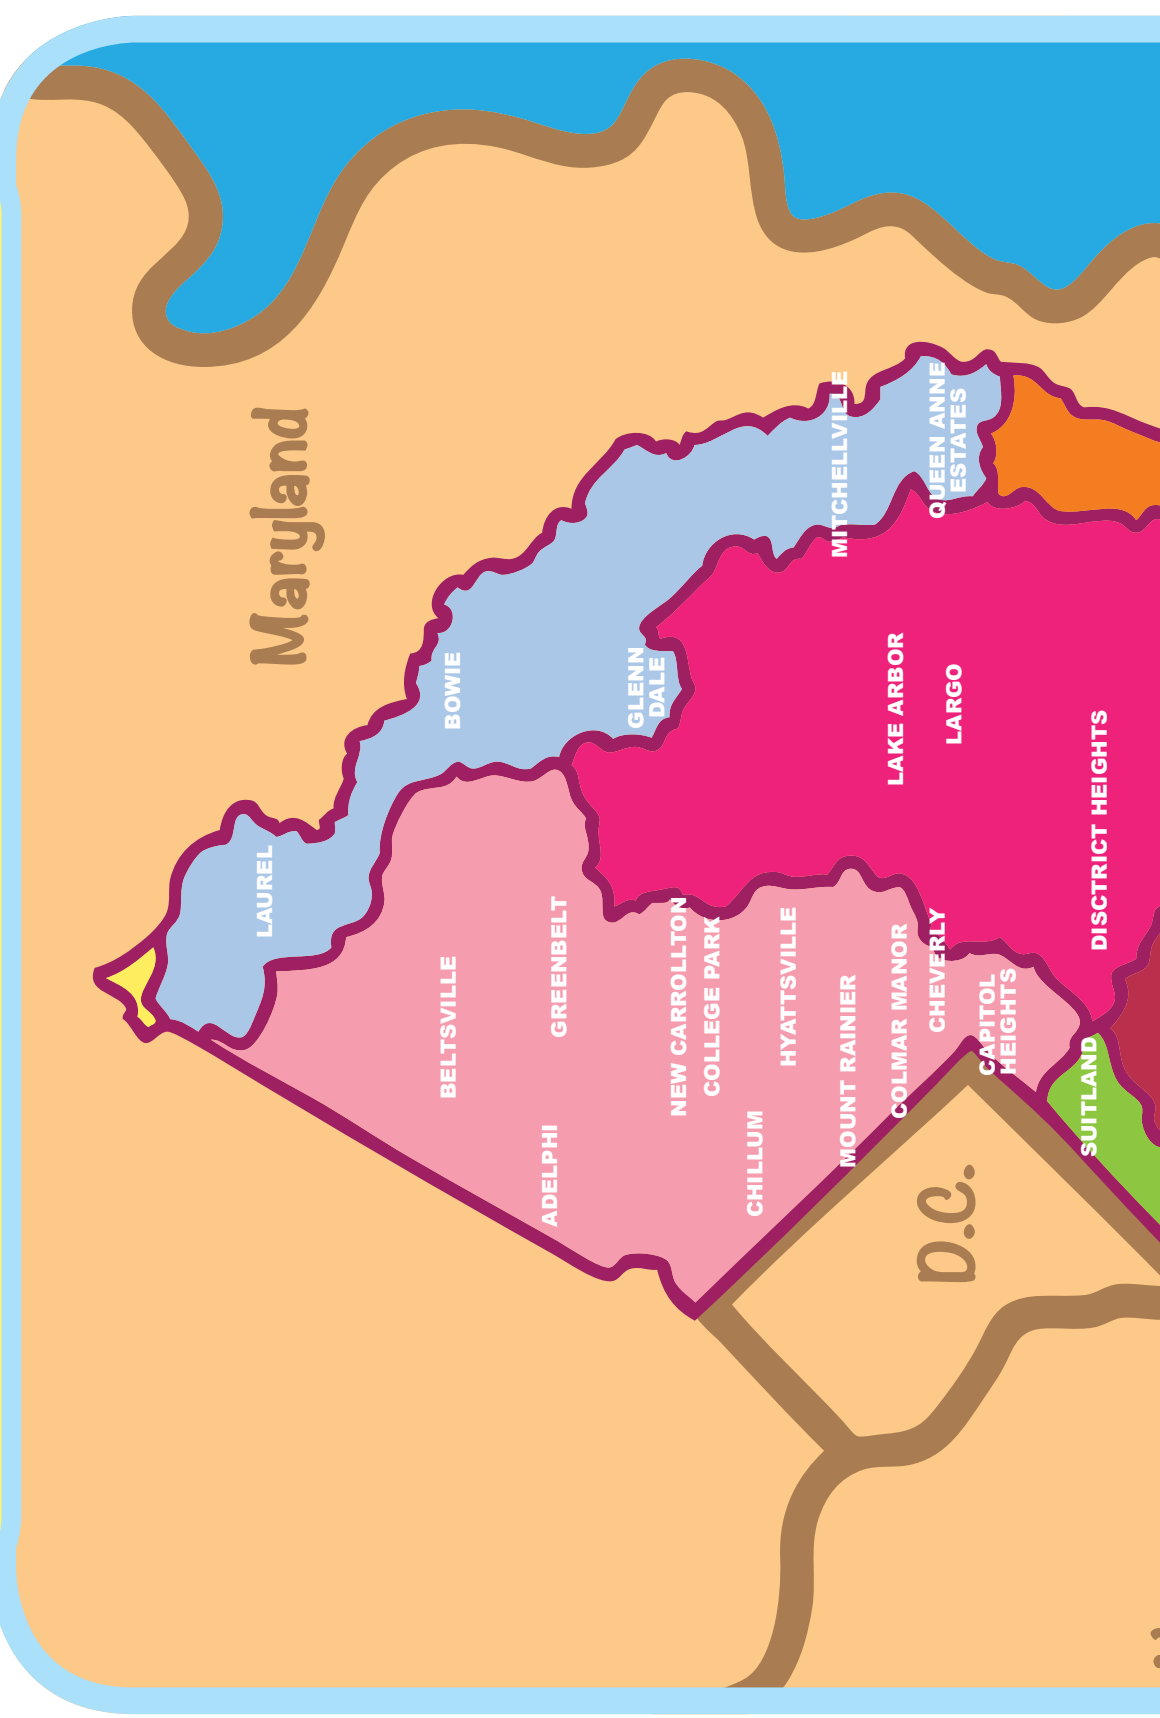 Maryland
LAUREL
BOWIE
BELTSVILLE
GREENBELT
ADELPHI
GLENN
DALE
NEW CARROLLTON
COLLEGE PARK
CHILLUM
HYATTSVILLE
MITCHELLVILLE
MOUNT RAINIER
LAKE ARBOR
COLMAR MANOR
QUEEN ANNE
ESTATES
CHEVERLY
LARGO
D.C.
CAPITOL
HEIGHTS
DISCTRICT HEIGHTS
SUITLAND